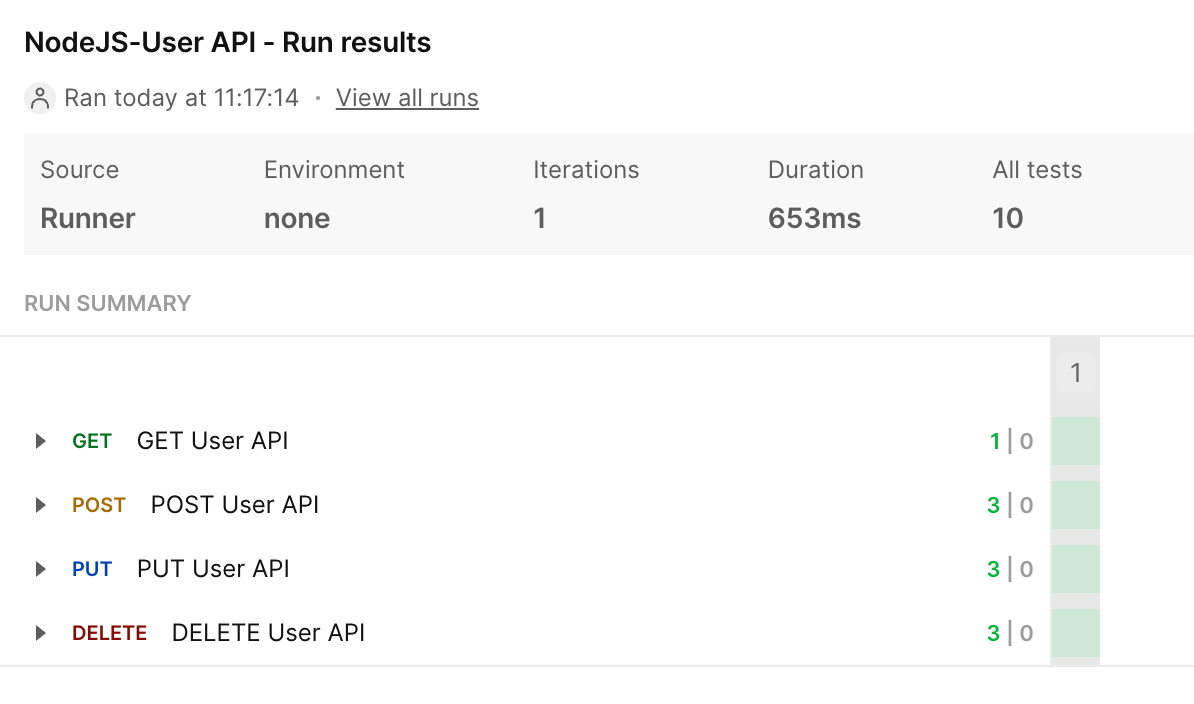 NodeJS-User API - Run results
Ran today at 11:17:14 · View all runs
Source Environment Iterations Duration All tests
Runner none 1 653ms 10
RUN SUMMARY
1
GET GET User API 1 | 0
POST POST User API 3 | 0
PUT PUT User API 3 | 0
DELETE DELETE User API 3 | 0